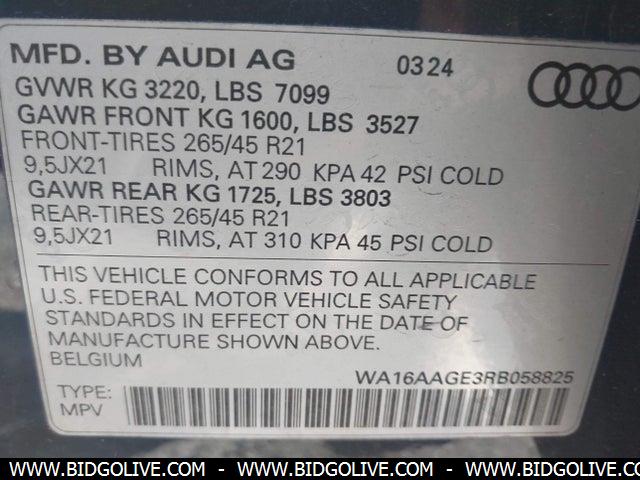 MFD. BY AUDI AG 03 24
GVWR KG 3220, LBS 7099
GAWR FRONT KG 1600, LBS 3527
FRONT-TIRES 265/45 R21
9,5JX21 RIMS, AT 290 KPA 42 PSI COLD
GAWR REAR KG 1725, LBS 3803
REAR-TIRES 265/45 R21
9,5JX21 RIMS, AT 310 KPA 45 PSI COLD
THIS VEHICLE CONFORMS TO ALL APPLICABLE
U.S. FEDERAL MOTOR VEHICLE SAFETY
STANDARDS IN EFFECT ON THE DATE OF
MANUFACTURE SHOWN ABOVE.
BELGIUM
WA16AAGE3RB058825
TYPE:
MPV
WWW.BIDGOLIVE.COM - WWW.BIDGOLIVE.COM - WWW.BIDGOLIVE.COM